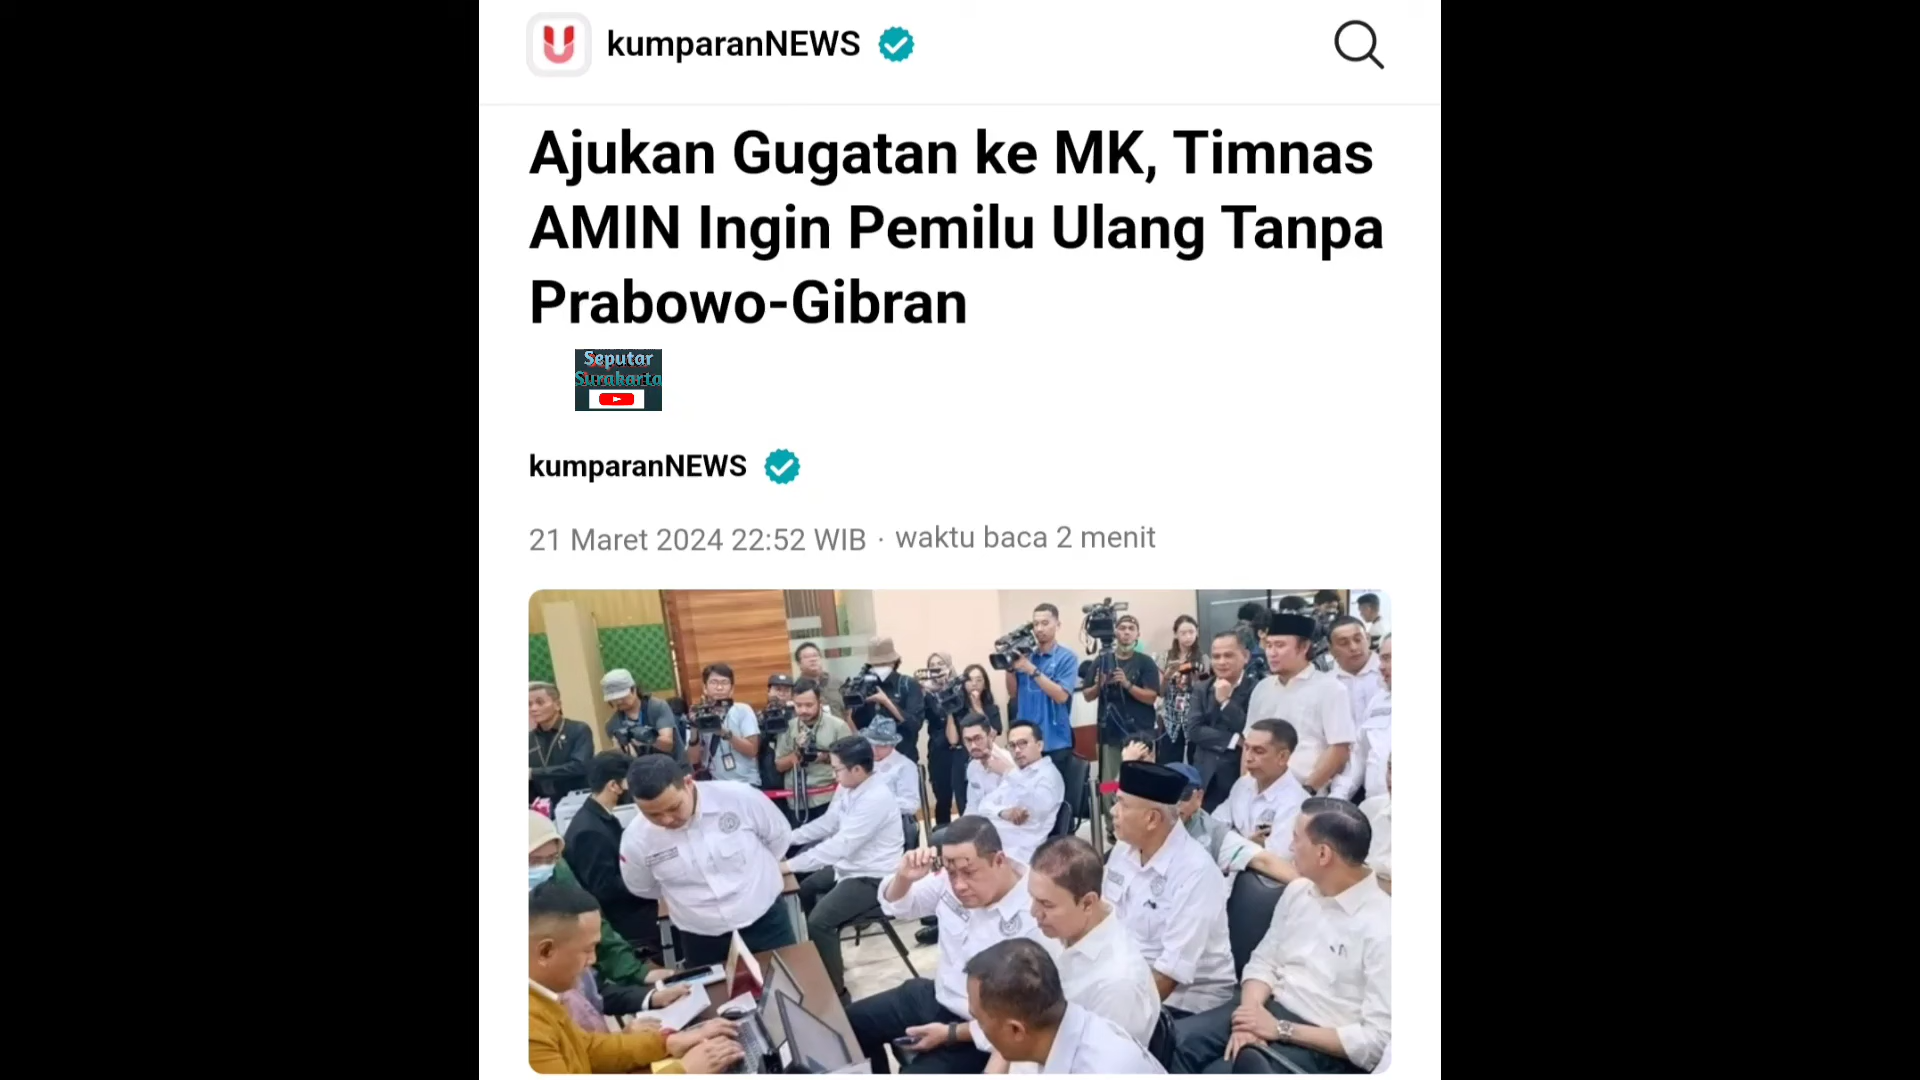 kumparanNEWS
Ajukan Gugatan ke MK, Timnas
AMIN Ingin Pemilu Ulang Tanpa
Prabowo-Gibran
Seputar
Surakarta
kumparanNEWS
21 Maret 2024 22:52 WIB · waktu baca 2 menit